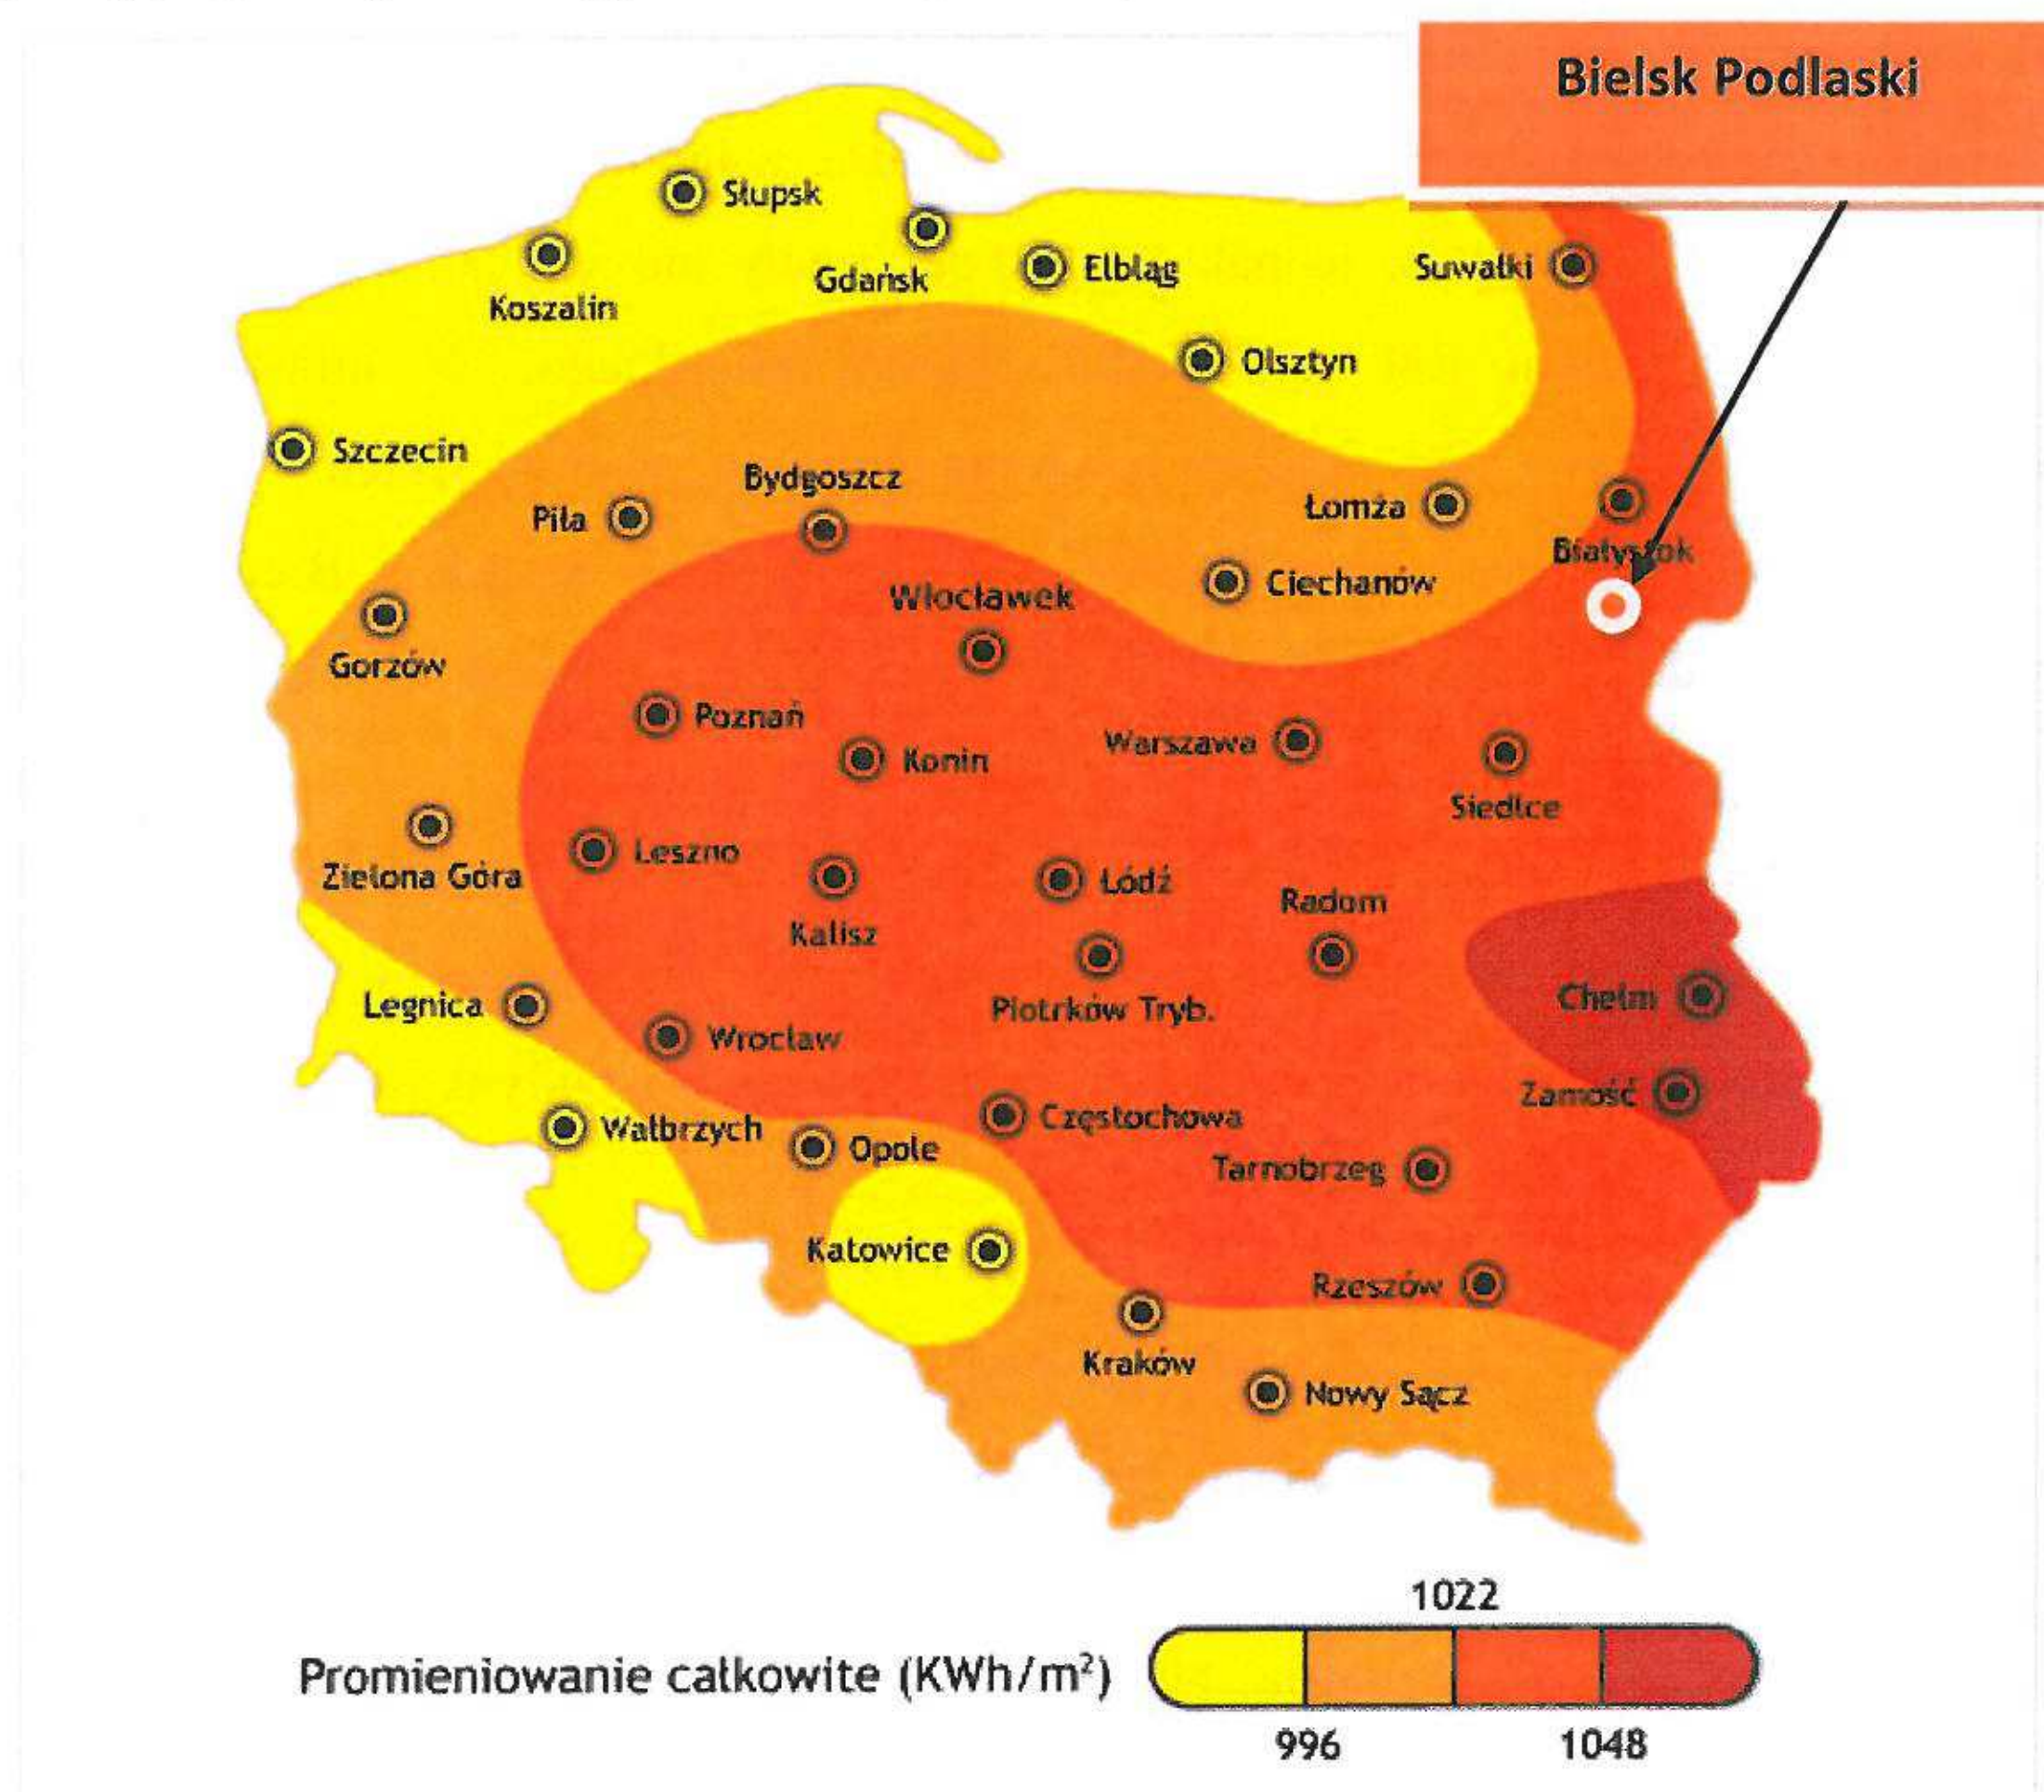 Bielsk Podlaski
Słupsk
Gdańsk
Koszalin
Elbląg
Suwałki
Olsztyn
Szczecin
Bydgoszcz
Piła
Łomża
Białystok
Ciechanów
Włocławek
Gorzów
Poznań
Konin
Warszawa
Siedlce
Zielona Góra
Leszno
Kalisz
Łódź
Radom
Legnica
Wrocław
Piotrków Tryb.
Chełm
Zamość
Wałbrzych
Opole
Częstochowa
Tarnobrzeg
Katowice
Rzeszów
Kraków
Nowy Sącz
1022
Promieniowanie całkowite (KWh/m²)
996
1048